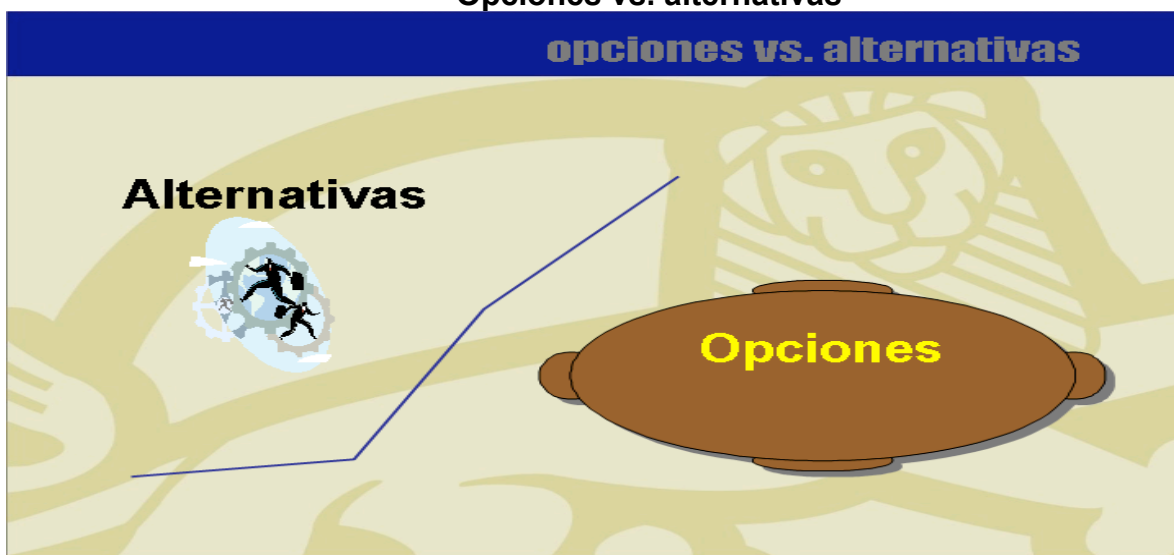 Opciones vs. alternativas
opciones vs. alternativas
Alternativas
Opciones